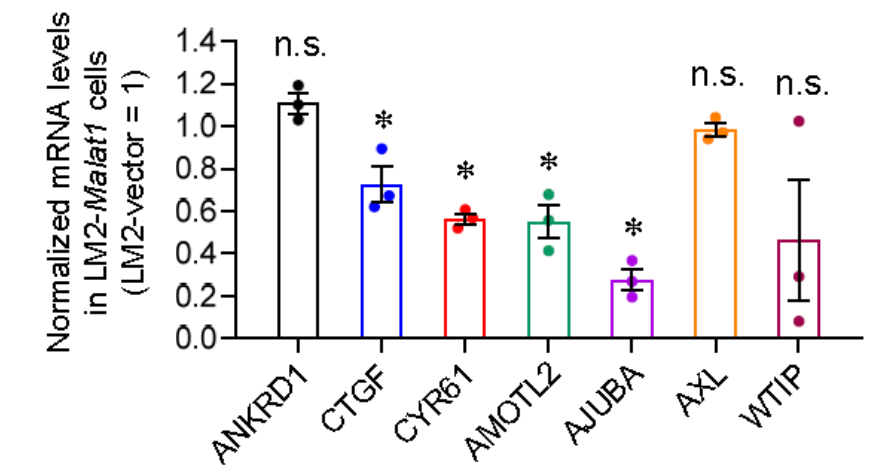 Normalized mRNA levels
in LM2-Malat1 cells
(LM2-vector = 1)
1.4
1.2
1.0
0.8
0.6
0.4
0.2
0.0
n.s.
*
*
*
*
n.s.
n.s.
ANKRD1
CTGF
CYR61
AMOTL2
AJUBA
AXL
WTIP